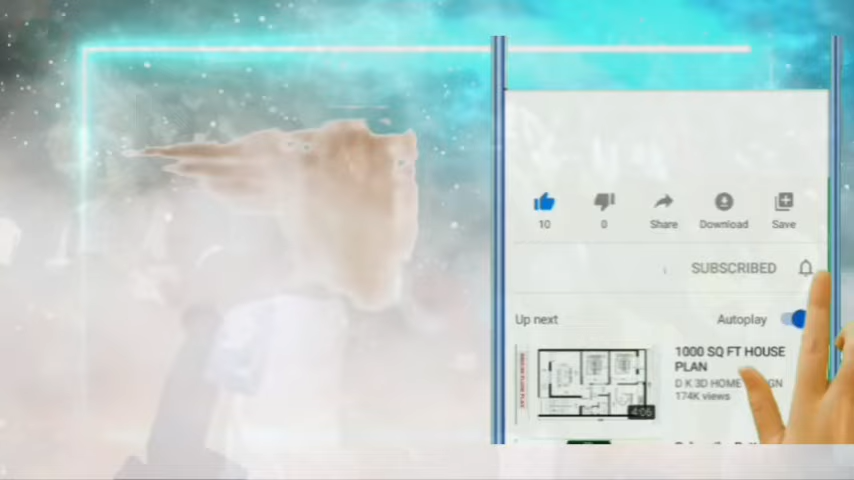 10
0
Share
Download
Save
SUBSCRIBED
Up next
Autoplay
1000 SQ FT HOUSE
PLAN
D K 3D HOME
174K views
4:06